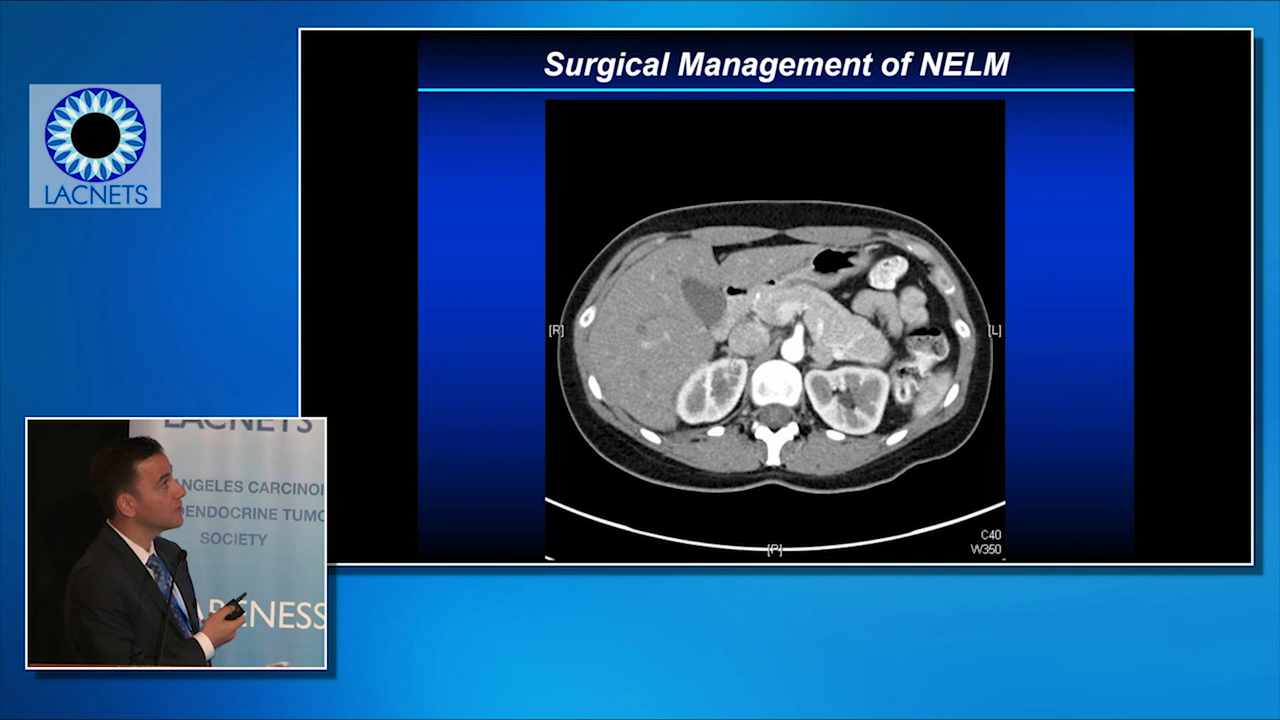 Surgical Management of NELM
LACNETS
[R]
[L]
C40
W350
[P]
LACNETS
ANGELES CARCINOI
ENDOCRINE TUMO
SOCIETY
ARENESS